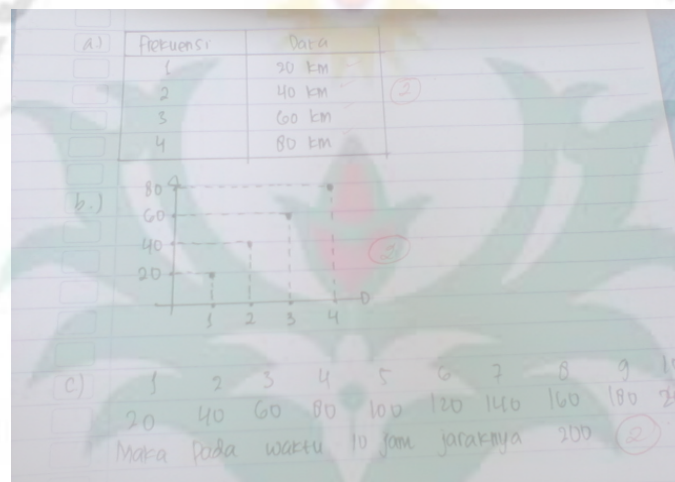 a) Frekuensi Data
1 20 km
2 40 km
2
3 60 km
4 80 km
b.) 80
60
40
2
20
1 2 3 4
c) 1 2 3 4 5 6 7 8 9
20 40 60 80 100 120 140 160 180
Maka pada waktu 10 jam jaraknya 200 2